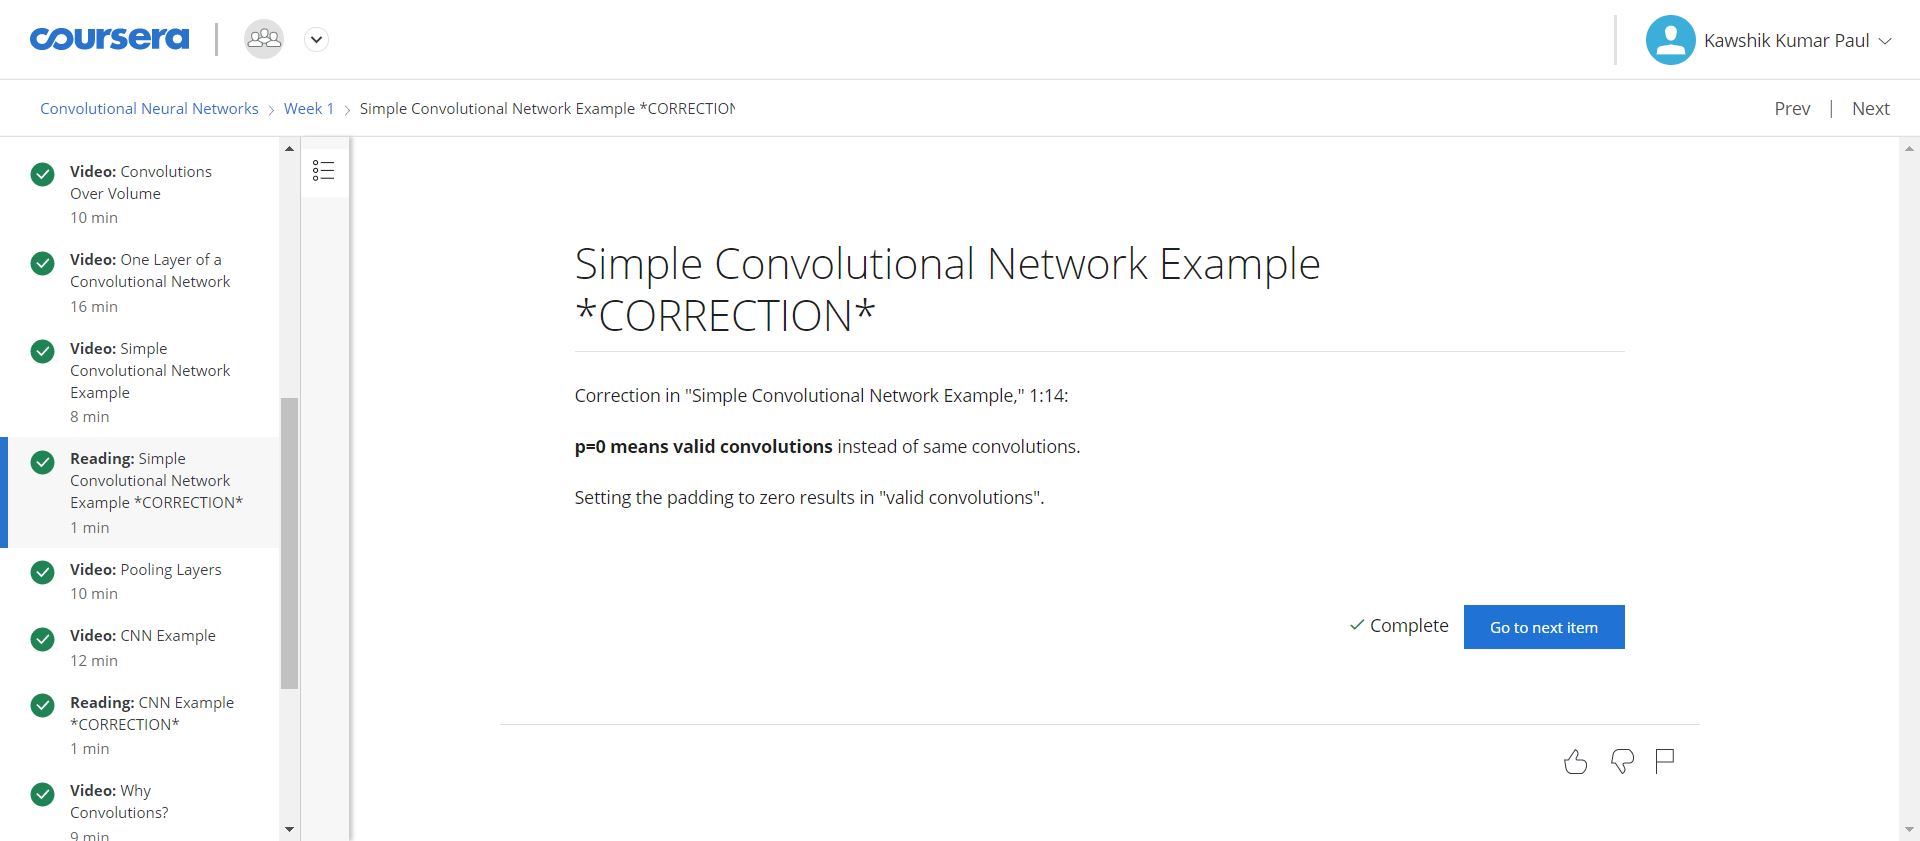 coursera
Kawshik Kumar Paul
Convolutional Neural Networks > Week 1 > Simple Convolutional Network Example *CORRECTION
Prev | Next
Video: Convolutions
Over Volume
10 min
Video: One Layer of a
Convolutional Network
16 min
Video: Simple
Convolutional Network
Example
8 min
Reading: Simple
Convolutional Network
Example *CORRECTION*
1 min
Video: Pooling Layers
10 min
Video: CNN Example
12 min
Reading: CNN Example
*CORRECTION*
1 min
Video: Why
Convolutions?
9 min
Simple Convolutional Network Example
*CORRECTION*
Correction in "Simple Convolutional Network Example," 1:14:
p=0 means valid convolutions instead of same convolutions.
Setting the padding to zero results in "valid convolutions".
Complete
Go to next item